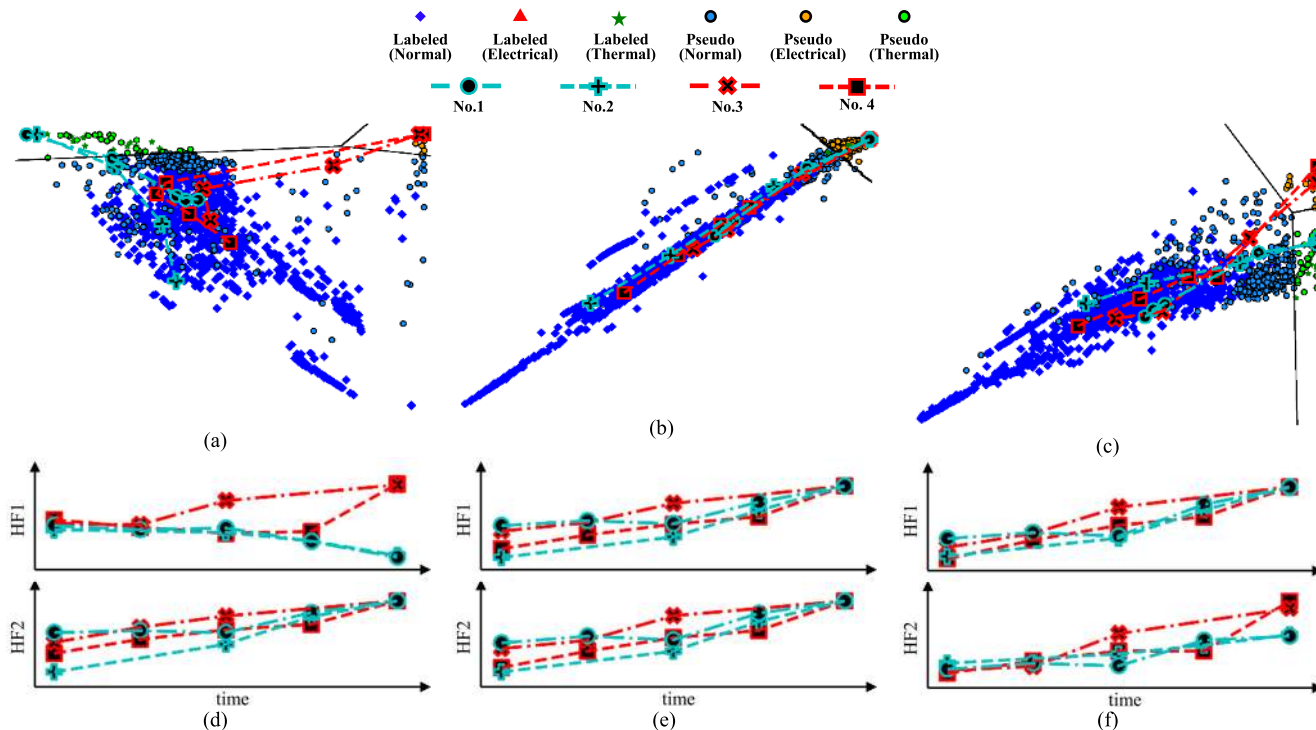 Labeled Labeled Labeled Pseudo Pseudo Pseudo
(Normal) (Electrical) (Thermal) (Normal) (Electrical) (Thermal)
No.1 No.2 No.3 No. 4
(a) (b) (c)
HF1 HF1 HF1
HF2 HF2 HF2
time time time
(d) (e) (f)